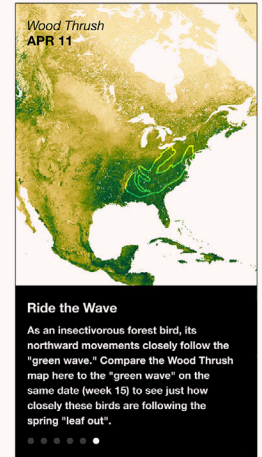 Wood Thrush
APR 11
Ride the Wave
As an insectivorous forest bird, its
northward movements closely follow the
"green wave." Compare the Wood Thrush
map here to the "green wave" on the
same date (week 15) to see just how
closely these birds are following the
spring "leaf out".